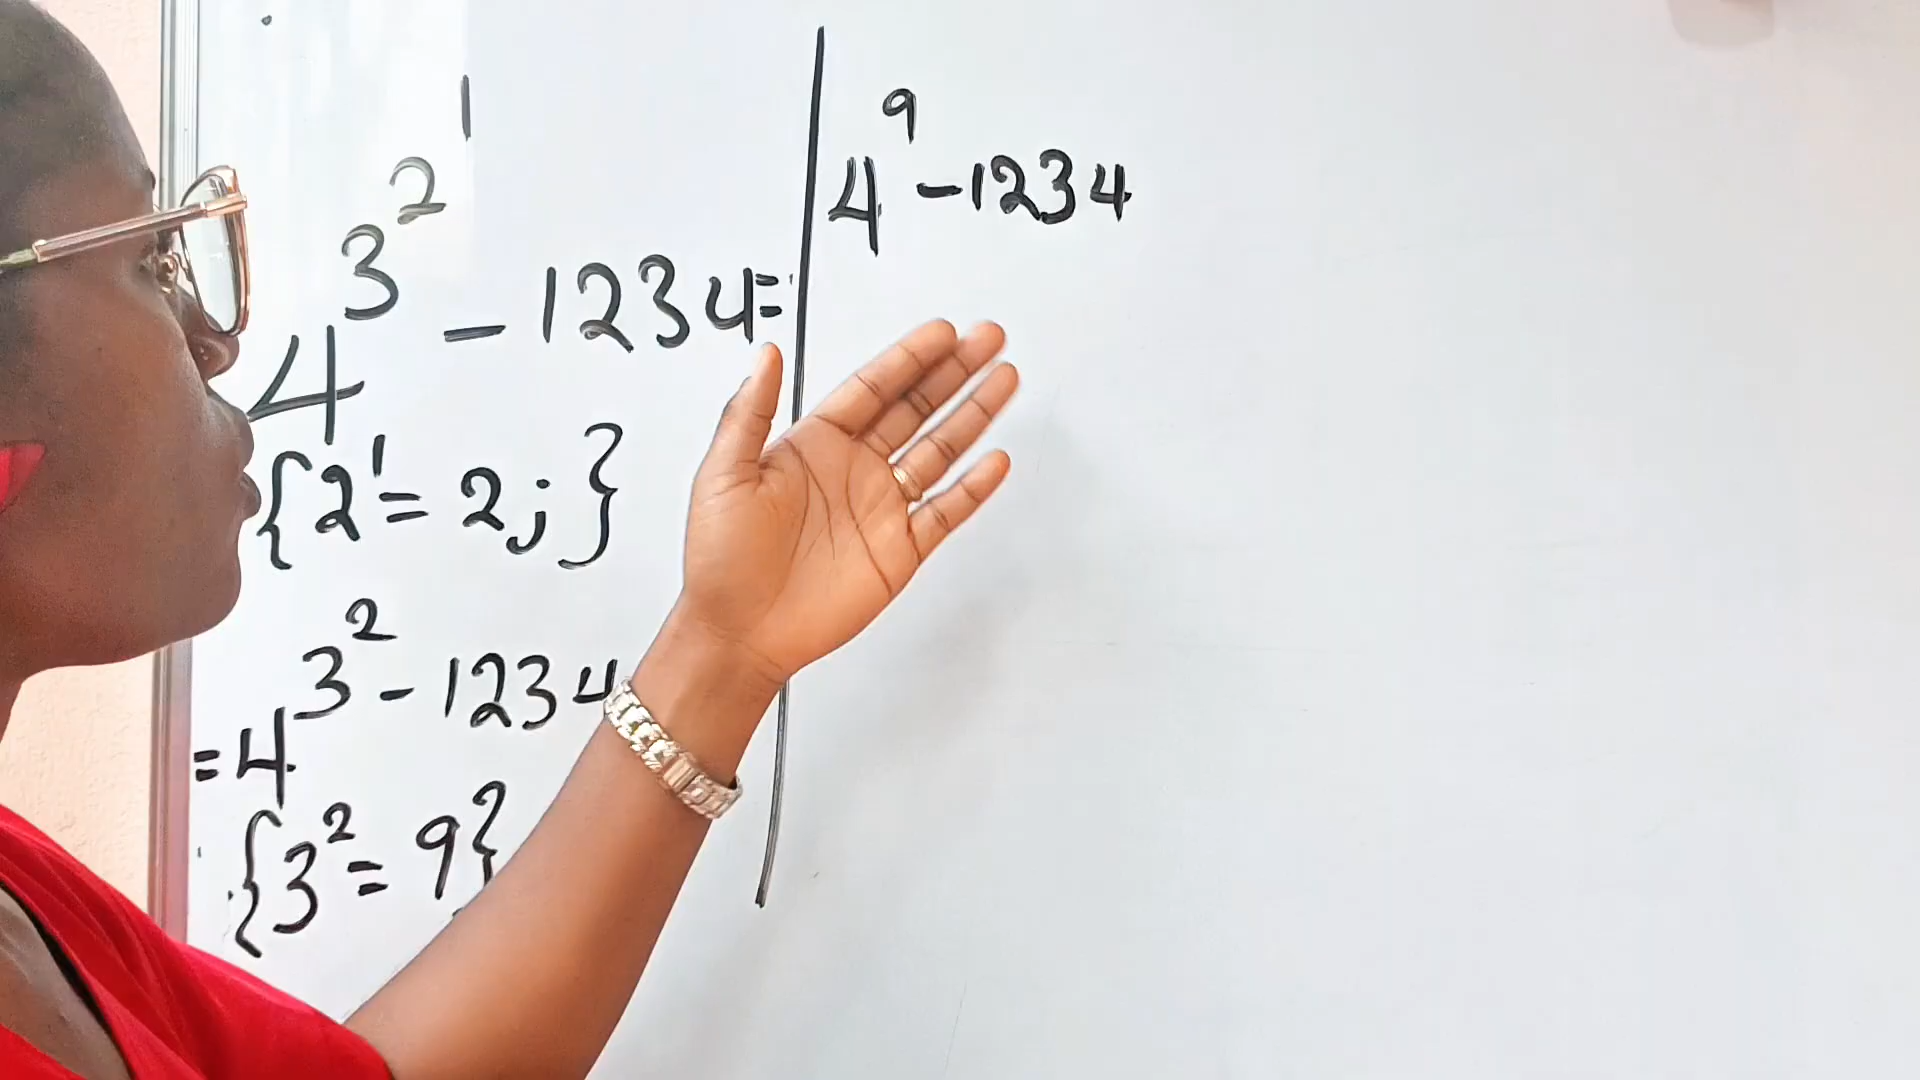 4^3^2^1 - 1234=
{2^1 = 2; }
= 4^3^2 - 1234
{3^2 = 9}
4^9 - 1234